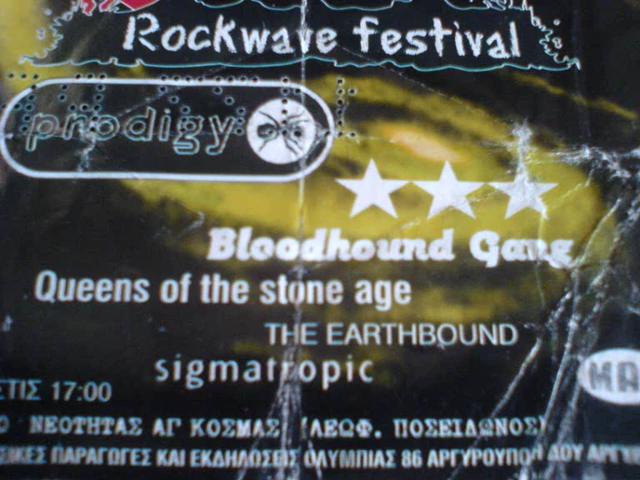 Rockwave festival
prodigy
Bloodhound Gang
Queens of the stone age
THE EARTHBOUND
sigmatropic
ΣΤΙΣ 17:00
ΝΕΟΤΗΤΑΣ ΑΓ ΚΟΣΜΑΣ (ΛΕΩΦ. ΠΟΣΕΙΔΩΝΟΣ)
ΠΑΡΑΓΩΓΕΣ ΚΑΙ ΕΚΔΗΛΩΣΕΙΣ ΟΛΥΜΠΙΑΣ 86 ΑΡΓΥΡΟΥΠΟΛΗ